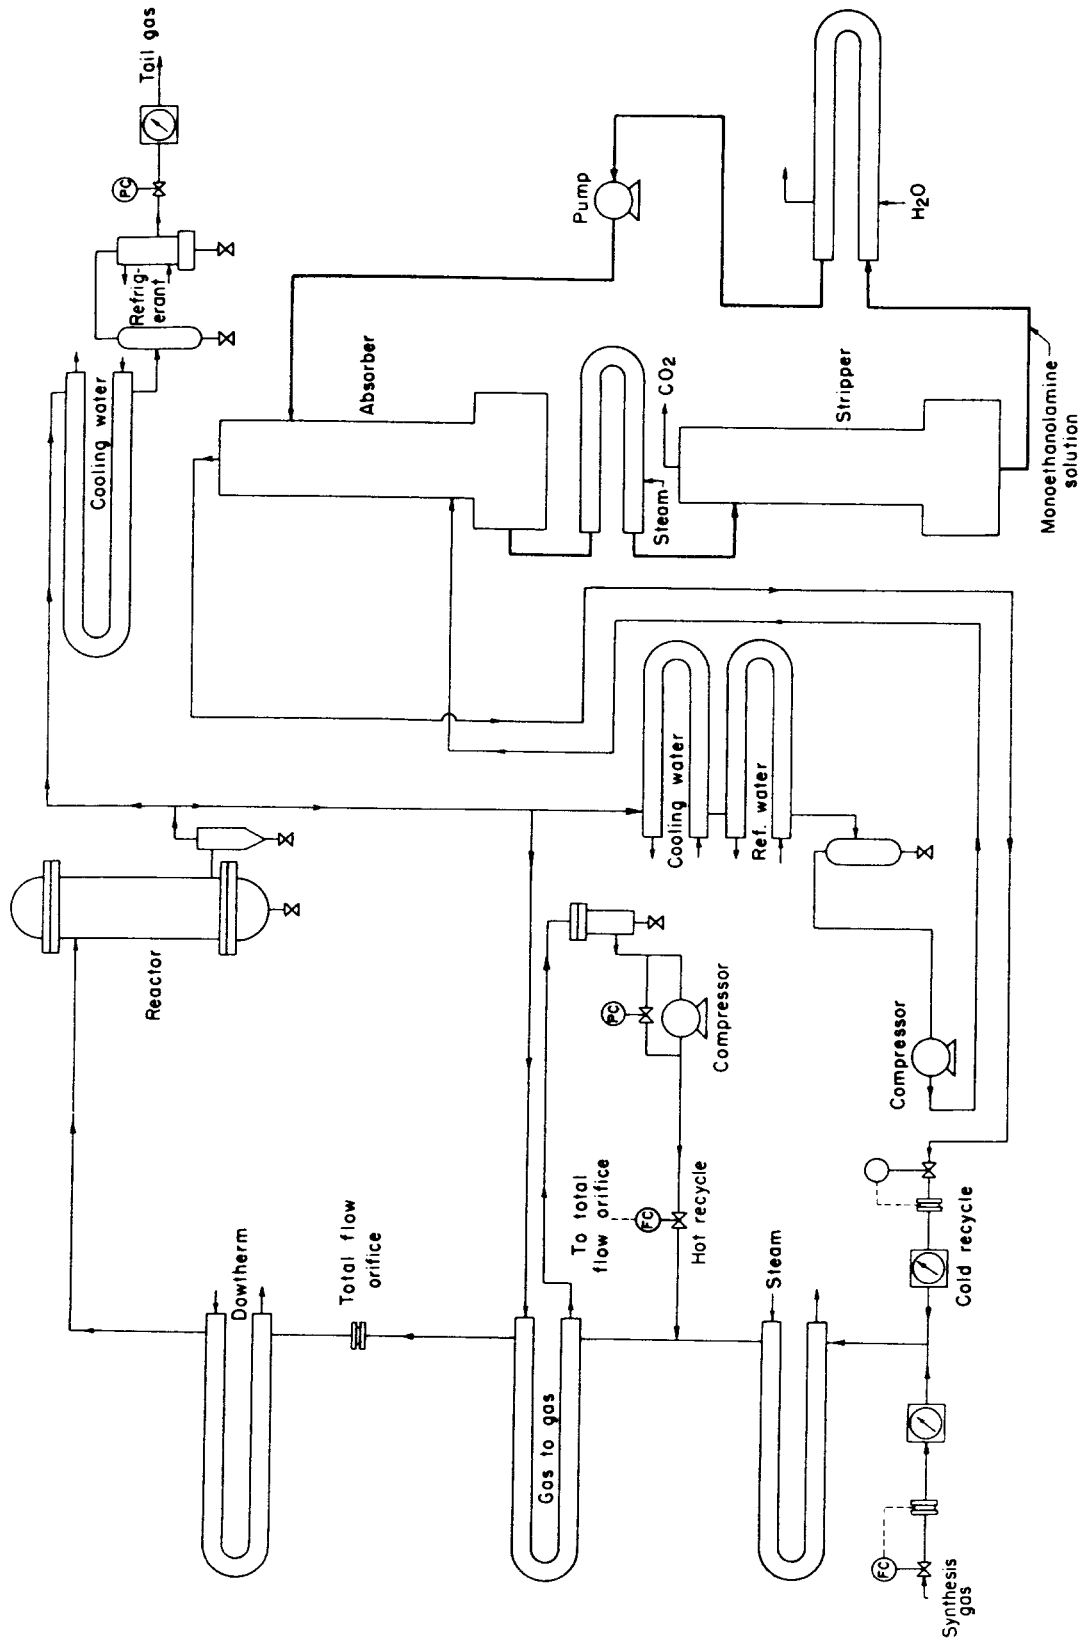 Tail gas
PC
Refrig-
erant
Cooling water
Pump
H2O
Absorber
CO2
Steam
Stripper
Monoethanolamine
solution
Reactor
Cooling water
Ref. water
PC
Compressor
Compressor
Dowtherm
Total flow
orifice
To total
flow orifice
FC
Hot recycle
Gas to gas
Steam
Cold recycle
FC
Synthesis
gas